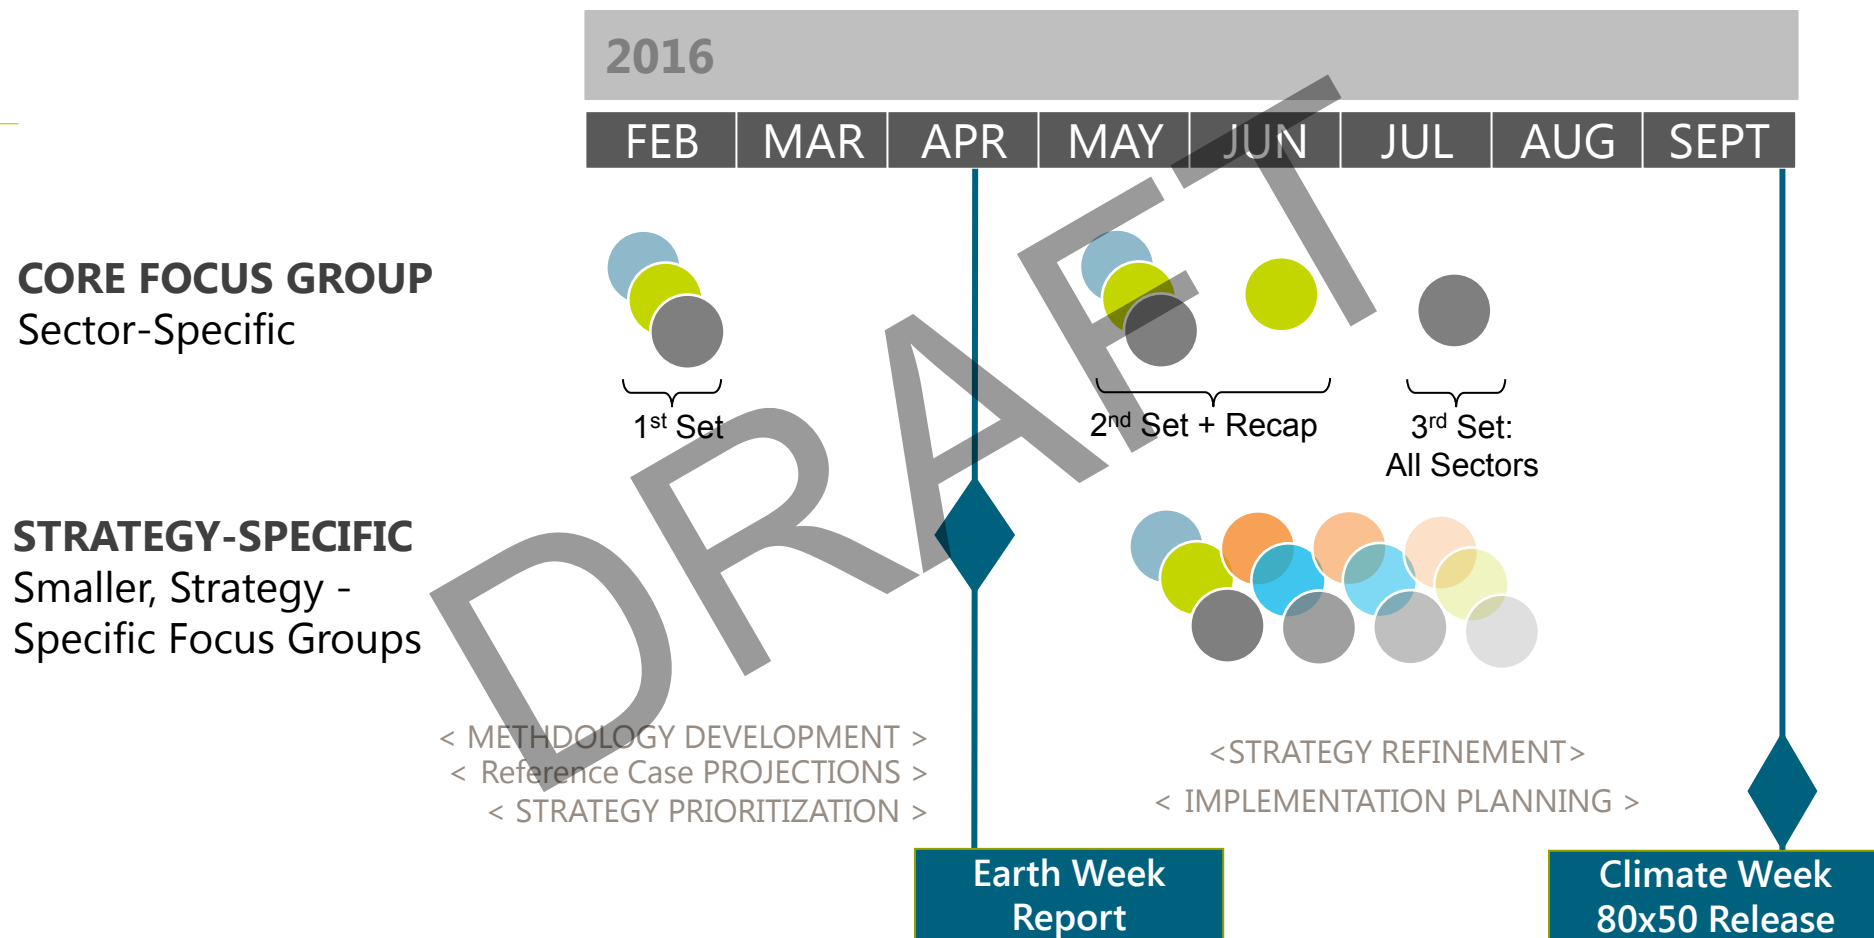 2016
FEB MAR APR MAY JUN JUL AUG SEPT
CORE FOCUS GROUP
Sector-Specific
1st Set
2nd Set + Recap
3rd Set:
All Sectors
STRATEGY-SPECIFIC
Smaller, Strategy -
Specific Focus Groups
DRAFT
< METHDOLOGY DEVELOPMENT >
< Reference Case PROJECTIONS >
< STRATEGY PRIORITIZATION >
<STRATEGY REFINEMENT>
< IMPLEMENTATION PLANNING >
Earth Week
Report
Climate Week
80x50 Release